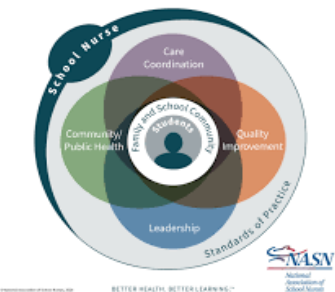 School Nurse
Care
Coordination
Family and School Community
Students
Community/
Public Health
Quality
Improvement
Leadership
Standards of Practice
NASN
National
Association of
School Nurses
BETTER HEALTH. BETTER LEARNING.™